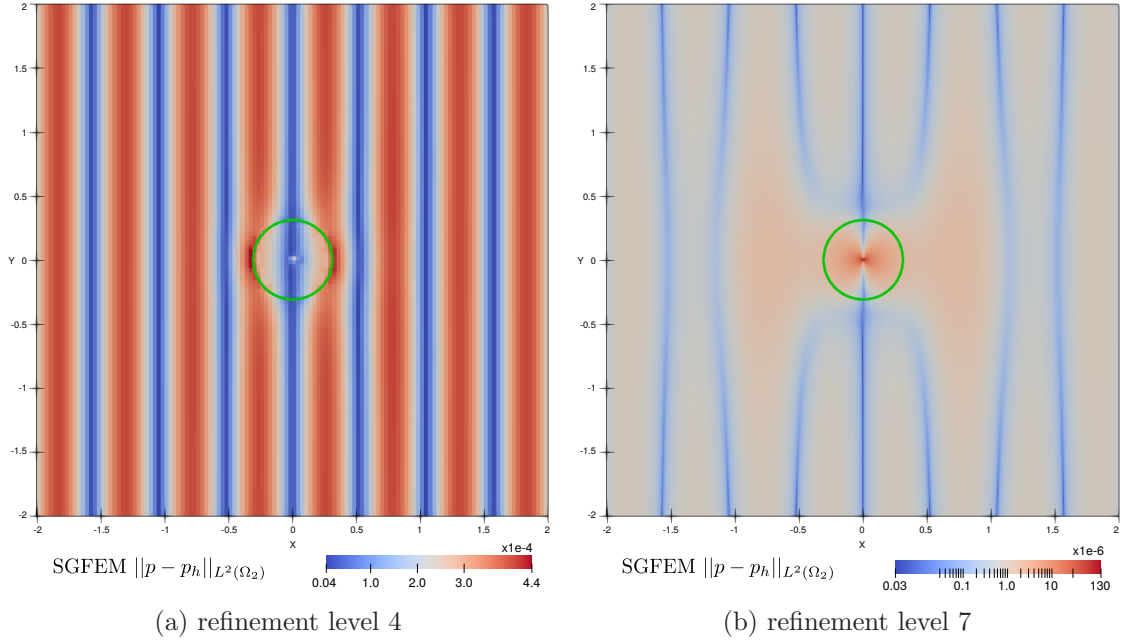 2
1.5
1
0.5
Y 0
-0.5
-1
-1.5
-2
-2 -1.5 -1 -0.5 0 0.5 1 1.5 2
X
x1e-4
SGFEM ||p − p_h||_{L²(Ω₂)}
0.04 1.0 2.0 3.0 4.4
(a) refinement level 4
2
1.5
1
0.5
Y 0
-0.5
-1
-1.5
-2
-2 -1.5 -1 -0.5 0 0.5 1 1.5 2
X
x1e-6
SGFEM ||p − p_h||_{L²(Ω₂)}
0.03 0.1 1.0 10 130
(b) refinement level 7